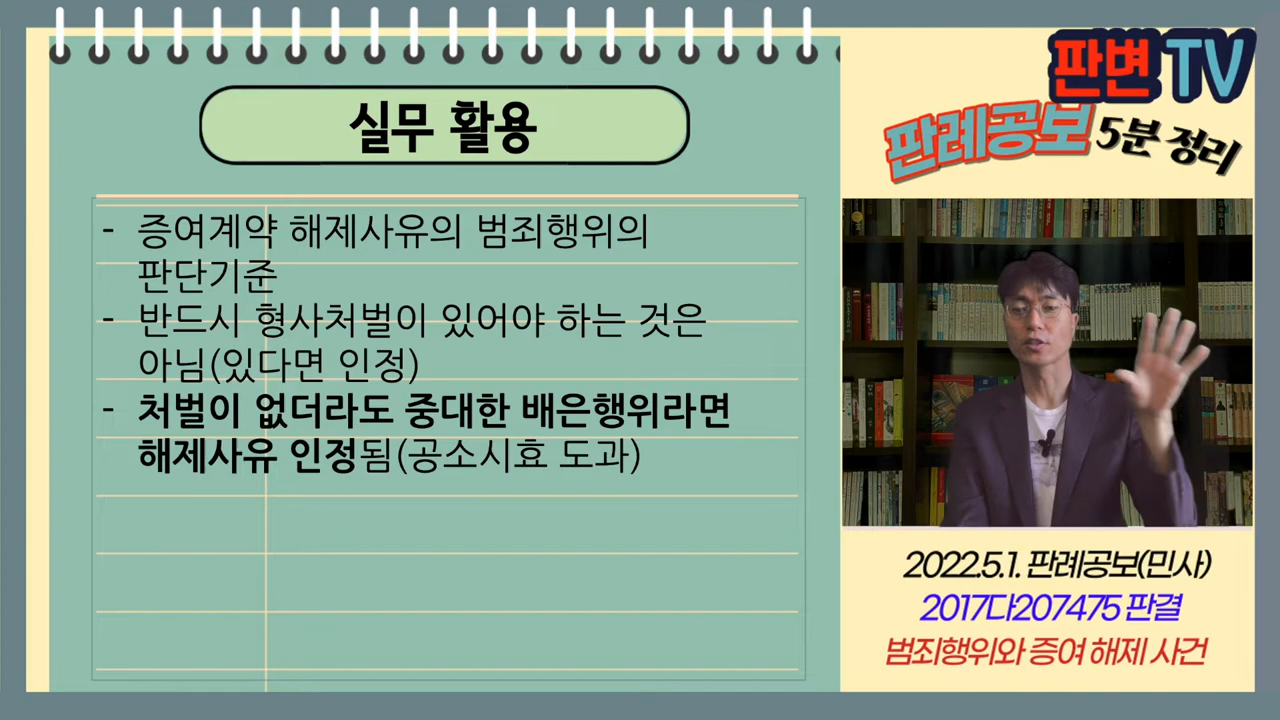 실무 활용
- 증여계약 해제사유의 범죄행위의
판단기준
- 반드시 형사처벌이 있어야 하는 것은
아님(있다면 인정)
- 처벌이 없더라도 중대한 배은행위라면
해제사유 인정됨(공소시효 도과)
판변 TV
판례공보 5분 정리
2022.5.1. 판례공보(민사)
2017다207475 판결
범죄행위와 증여 해제 사건